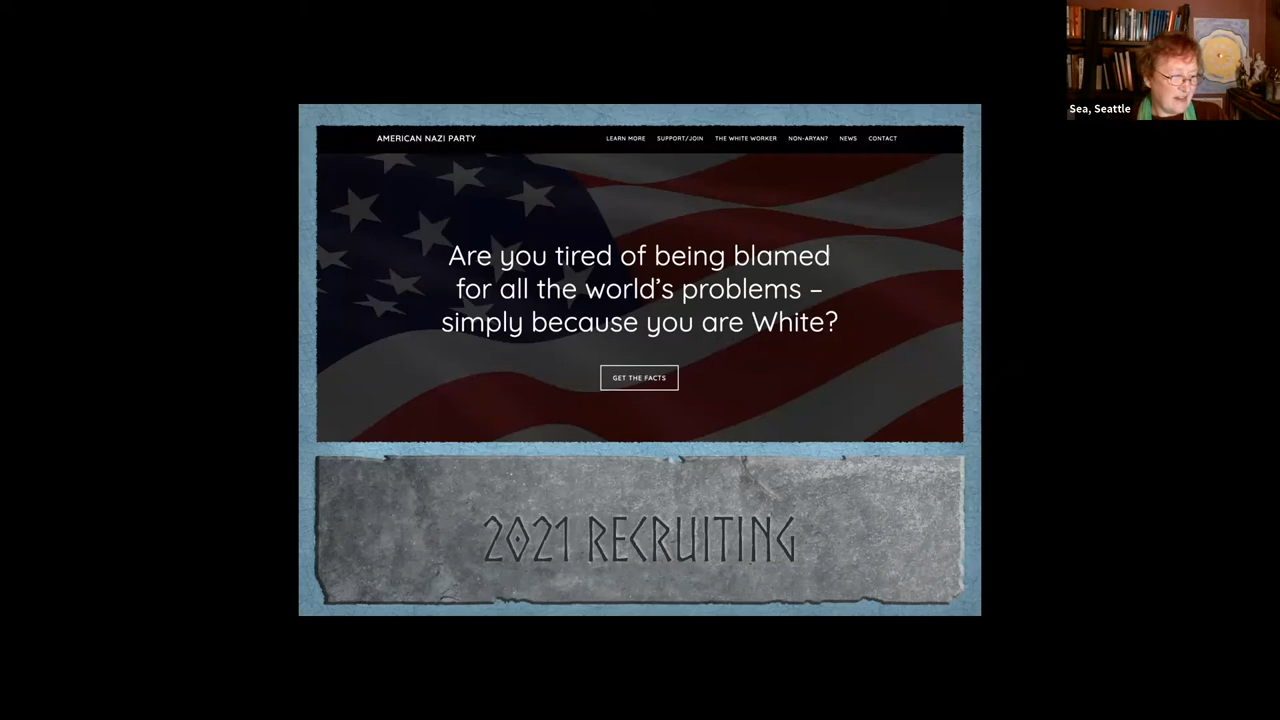 AMERICAN NAZI PARTY
LEARN MORE SUPPORT/JOIN THE WHITE WORKER NON-ARYAN? NEWS CONTACT
Are you tired of being blamed
for all the world's problems –
simply because you are White?
GET THE FACTS
2021 RECRUITING
Sea, Seattle